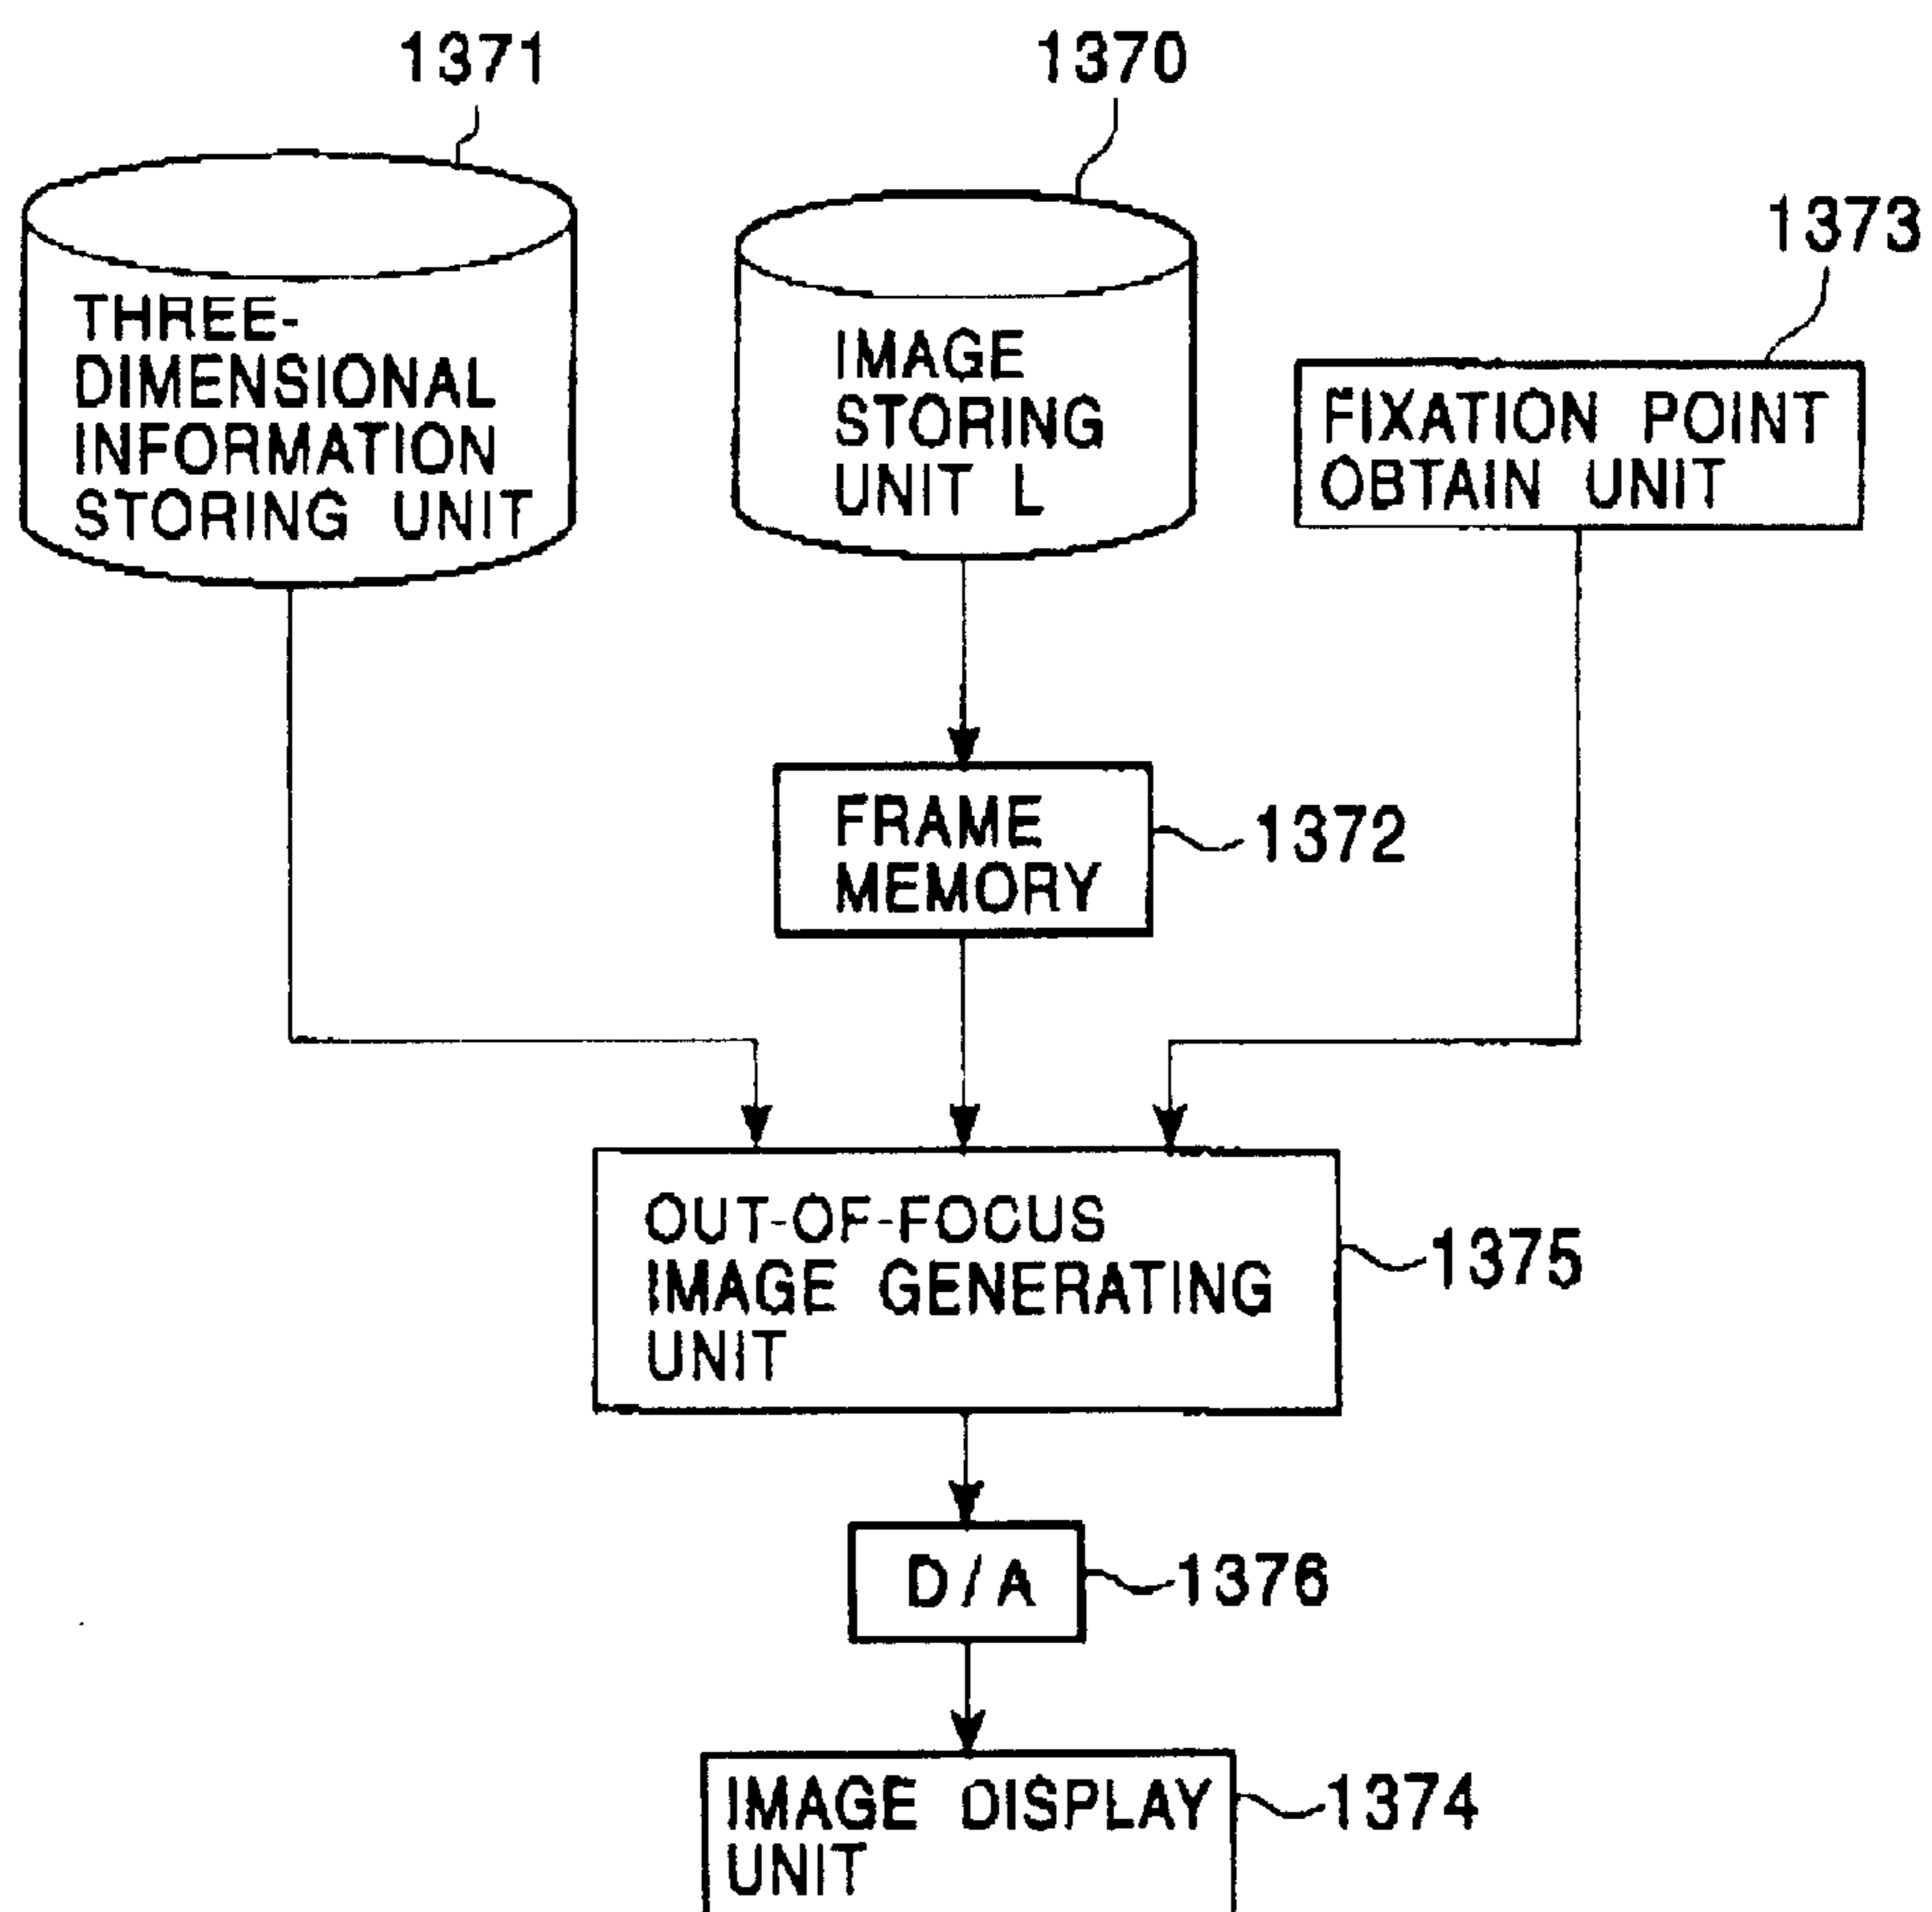 1371
1370
1373
THREE-
DIMENSIONAL
INFORMATION
STORING UNIT
IMAGE
STORING
UNIT L
FIXATION POINT
OBTAIN UNIT
FRAME
MEMORY
1372
OUT-OF-FOCUS
IMAGE GENERATING
UNIT
1375
D/A
1376
IMAGE DISPLAY
UNIT
1374